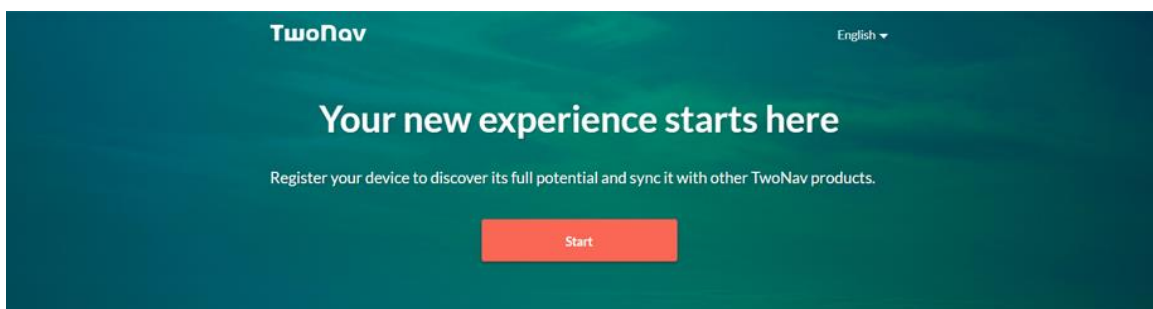 TwoNav
English
Your new experience starts here
Register your device to discover its full potential and sync it with other TwoNav products.
Start